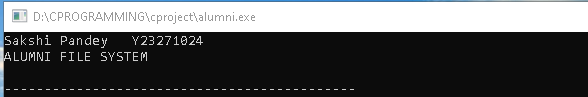 D:\CPROGRAMMING\cproject\alumni.exe
Sakshi Pandey   Y23271024
ALUMNI FILE SYSTEM
--------------------------------------------